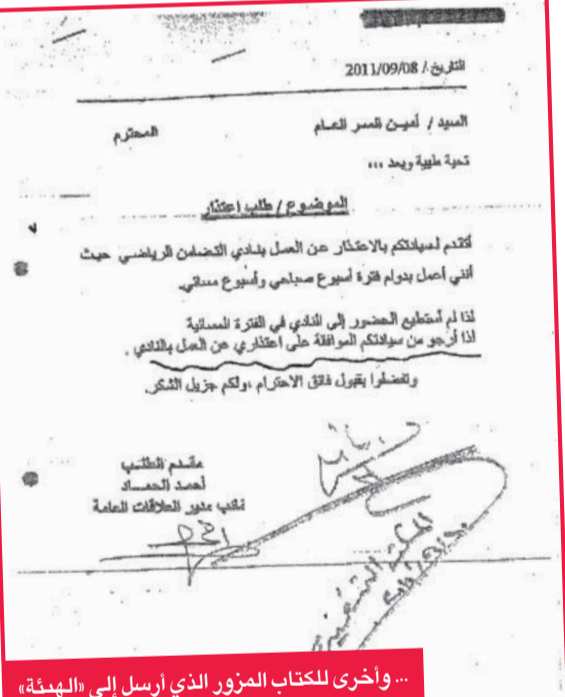 التاريخ / 2011/09/08
السيد / أمين السر العام المحترم
تحية طيبة وبعد ...
الموضوع / طلب اعتذار
أتقدم لسيادتكم بالاعتذار عن العمل بنادي التضامن الرياضي حيث
أنني أعمل بدوام فترة أسبوع صباحي وأسبوع مسائي.
لذا لم أستطيع الحضور إلى النادي في الفترة المسائية
لذا أرجو من سيادتكم الموافقة على اعتذاري عن العمل بالنادي .
وتفضلوا بقبول فائق الاحترام ،ولكم جزيل الشكر.
مقدم الطلب
أحمد الحماد
نائب مدير العلاقات العامة
... وأخرى للكتاب المزور الذي أرسل إلى «الهيئة»